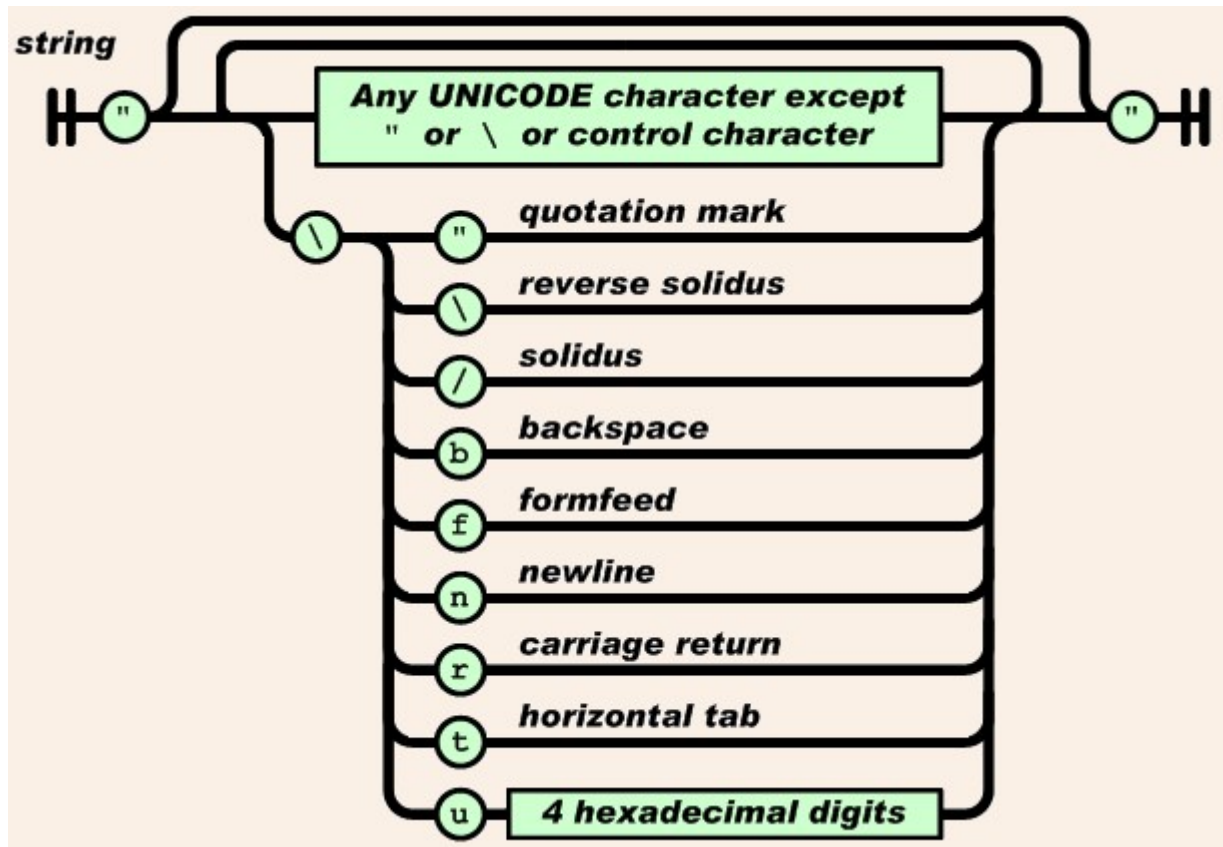 string
"
Any UNICODE character except
" or \ or control character
"
\
" quotation mark
\ reverse solidus
/ solidus
b backspace
f formfeed
n newline
r carriage return
t horizontal tab
u 4 hexadecimal digits